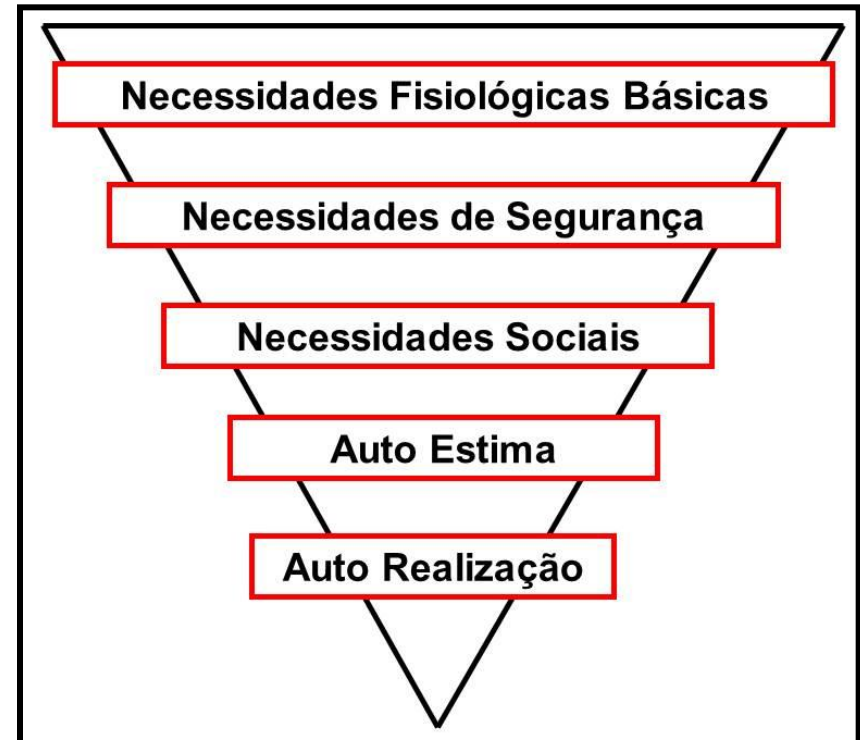 Necessidades Fisiológicas Básicas
Necessidades de Segurança
Necessidades Sociais
Auto Estima
Auto Realização